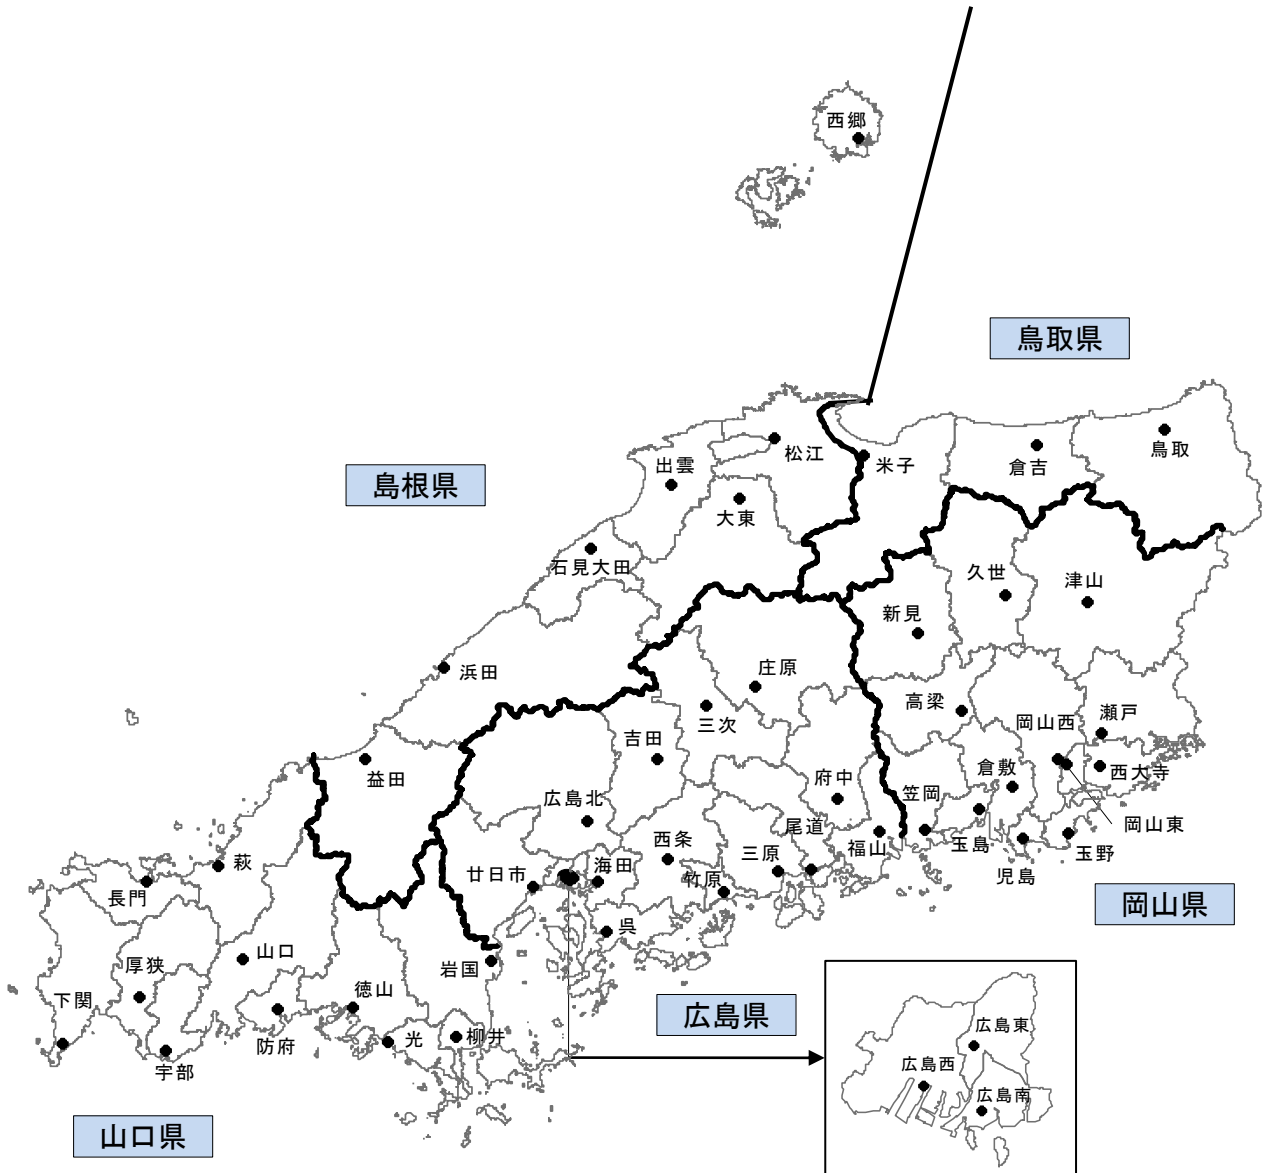 西郷
鳥取県
鳥取
倉吉
米子
松江
出雲
島根県
大東
石見大田
久世
津山
新見
浜田
庄原
高梁
三次
岡山西
瀬戸
吉田
益田
倉敷
西大寺
府中
笠岡
広島北
岡山東
尾道
福山
玉島
玉野
西条
三原
児島
海田
廿日市
竹原
萩
長門
岡山県
呉
山口
厚狭
岩国
下関
徳山
広島県
防府
光
柳井
宇部
山口県
広島東
広島西
広島南